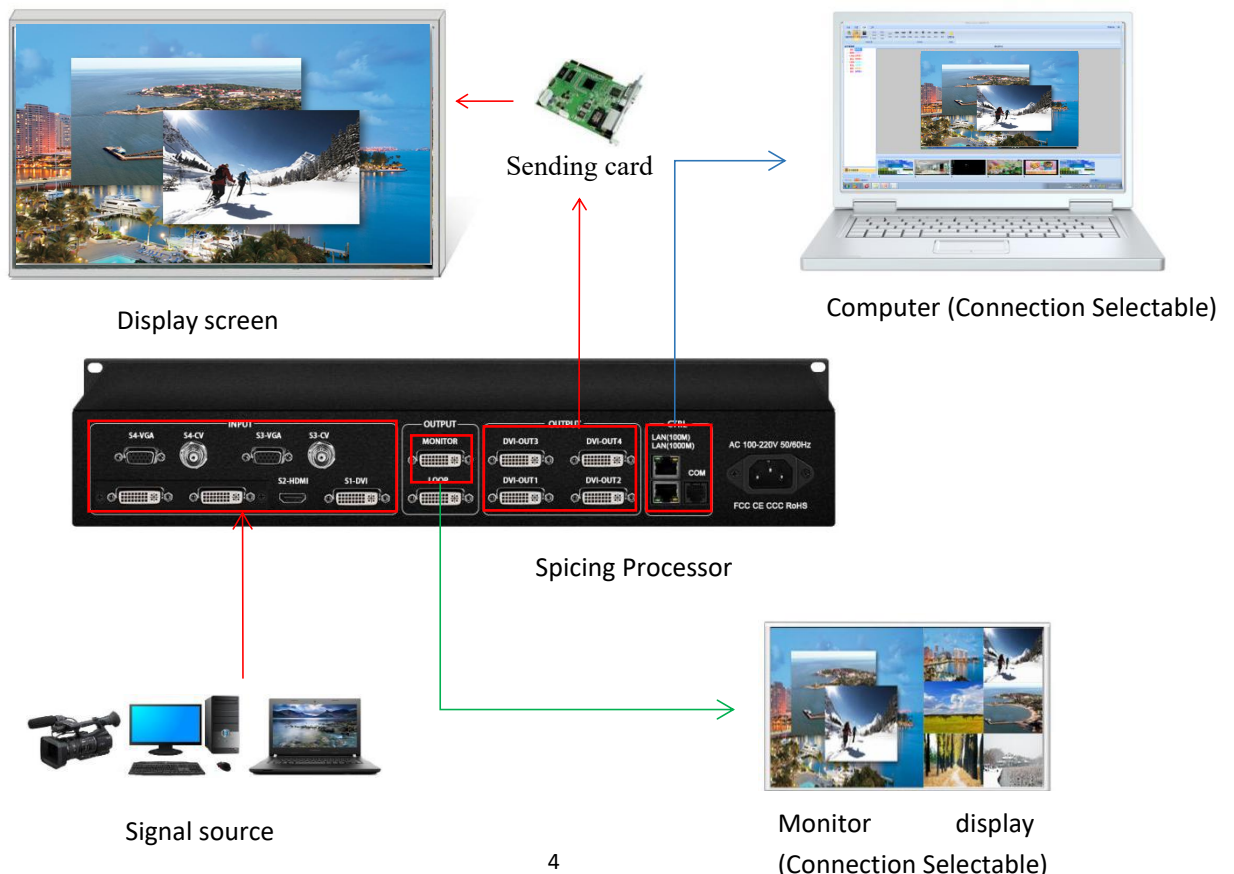 Sending card
Display screen
Computer (Connection Selectable)
INPUT
OUTPUT
OUTPUT
CTRL
S4-VGA
S4-CV
S3-VGA
S3-CV
MONITOR
DVI-OUT3
DVI-OUT4
LAN(100M)
LAN(1000M)
AC 100-220V 50/60Hz
COM
S2-HDMI
S1-DVI
LOOP
DVI-OUT1
DVI-OUT2
FCC CE CCC RoHS
Spicing Processor
Signal source
Monitor display
(Connection Selectable)
4